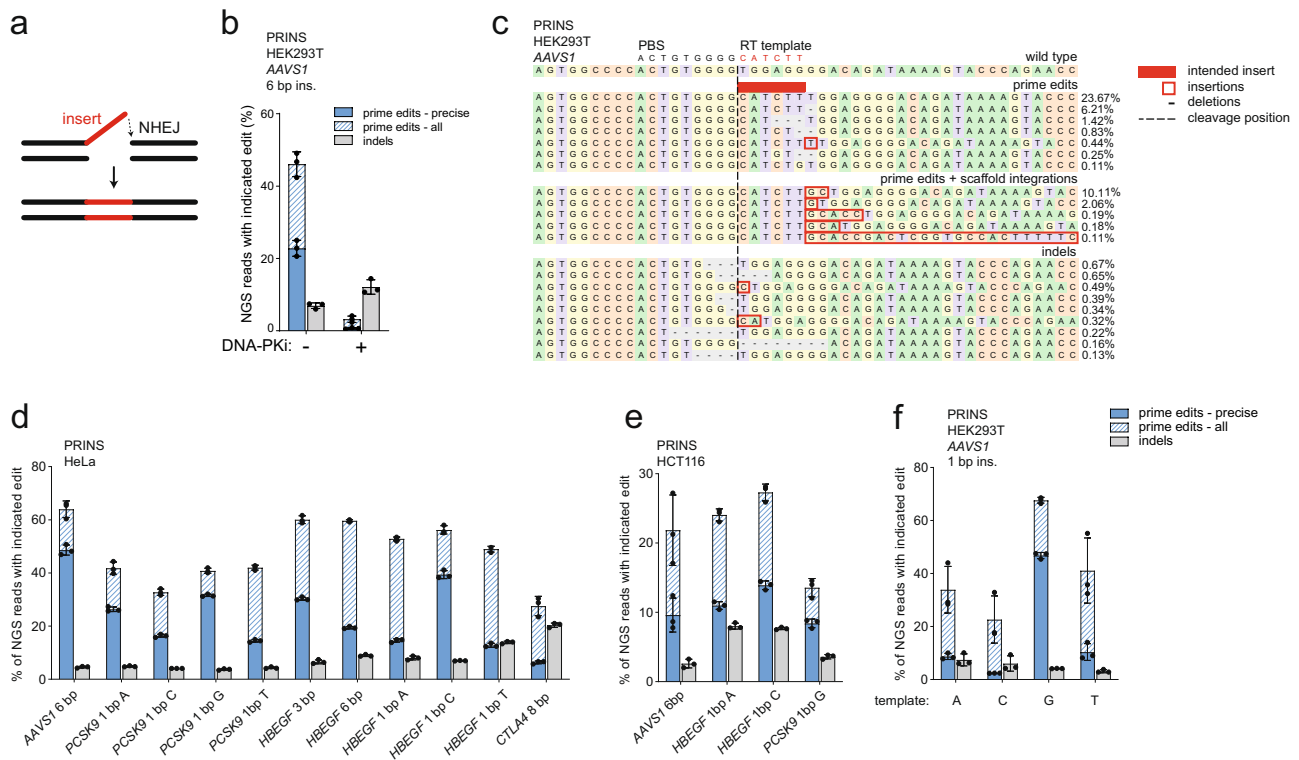 a
insert
NHEJ
b
PRINS
HEK293T
AAVS1
6 bp ins.
prime edits - precise
prime edits - all
indels
NGS reads with indicated edit (%)
60
40
20
0
DNA-PKi: - +
c
PRINS
HEK293T
AAVS1
PBS
RT template
A C T G T G G G G C A T C T T
wild type
A G T G G C C C C A C T G T G G G G T G G A G G G G A C A G A T A A A A G T A C C C A G A A C C
prime edits
A G T G G C C C C A C T G T G G G G C A T C T T T G G A G G G G A C A G A T A A A A G T A C C C 23.67%
6.21%
1.42%
0.83%
A G T G G C C C C A C T G T G G G G C A T C T T T T G G A G G G G A C A G A T A A A A G T A C C 0.44%
0.25%
0.11%
prime edits + scaffold integrations
A G T G G C C C C A C T G T G G G G C A T C T T G C T G G A G G G G A C A G A T A A A A G T A C 10.11%
A G T G G C C C C A C T G T G G G G C A T C T T G T G G A G G G G A C A G A T A A A A G T A C C 2.06%
A G T G G C C C C A C T G T G G G G C A T C T T G C A C C T G G A G G G G A C A G A T A A A A G 0.19%
A G T G G C C C C A C T G T G G G G C A T C T T G C A T G G A G G G G A C A G A T A A A A G T A 0.18%
A G T G G C C C C A C T G T G G G G C A T C T T G C A C C G A C T C G G T G C C A C T T T T T C 0.11%
indels
A G T G G C C C C A C T G T G - - - T G G A G G G G A C A G A T A A A A G T A C C C A G A A C C 0.67%
0.65%
A G T G G C C C C A C T G T G G G G C T G G A G G G G A C A G A T A A A A G T A C C C A G A A C 0.49%
0.39%
0.34%
A G T G G C C C C A C T G T G G G G C A T G G A G G G G A C A G A T A A A A G T A C C C A G A A 0.32%
0.22%
0.16%
0.13%
intended insert
insertions
- deletions
---- cleavage position
d
PRINS
HeLa
% of NGS reads with indicated edit
80
60
40
20
0
AAVS1 6 bp
PCSK9 1 bp A
PCSK9 1 bp C
PCSK9 1 bp G
PCSK9 1bp T
HBEGF 3 bp
HBEGF 6 bp
HBEGF 1 bp A
HBEGF 1 bp C
HBEGF 1 bp T
CTLA4 8 bp
e
PRINS
HCT116
% of NGS reads with indicated edit
30
20
10
0
AAVS1 6bp
HBEGF 1bp A
HBEGF 1bp C
PCSK9 1bp G
f
PRINS
HEK293T
AAVS1
1 bp ins.
prime edits - precise
prime edits - all
indels
% of NGS reads with indicated edit
80
60
40
20
0
template: A C G T